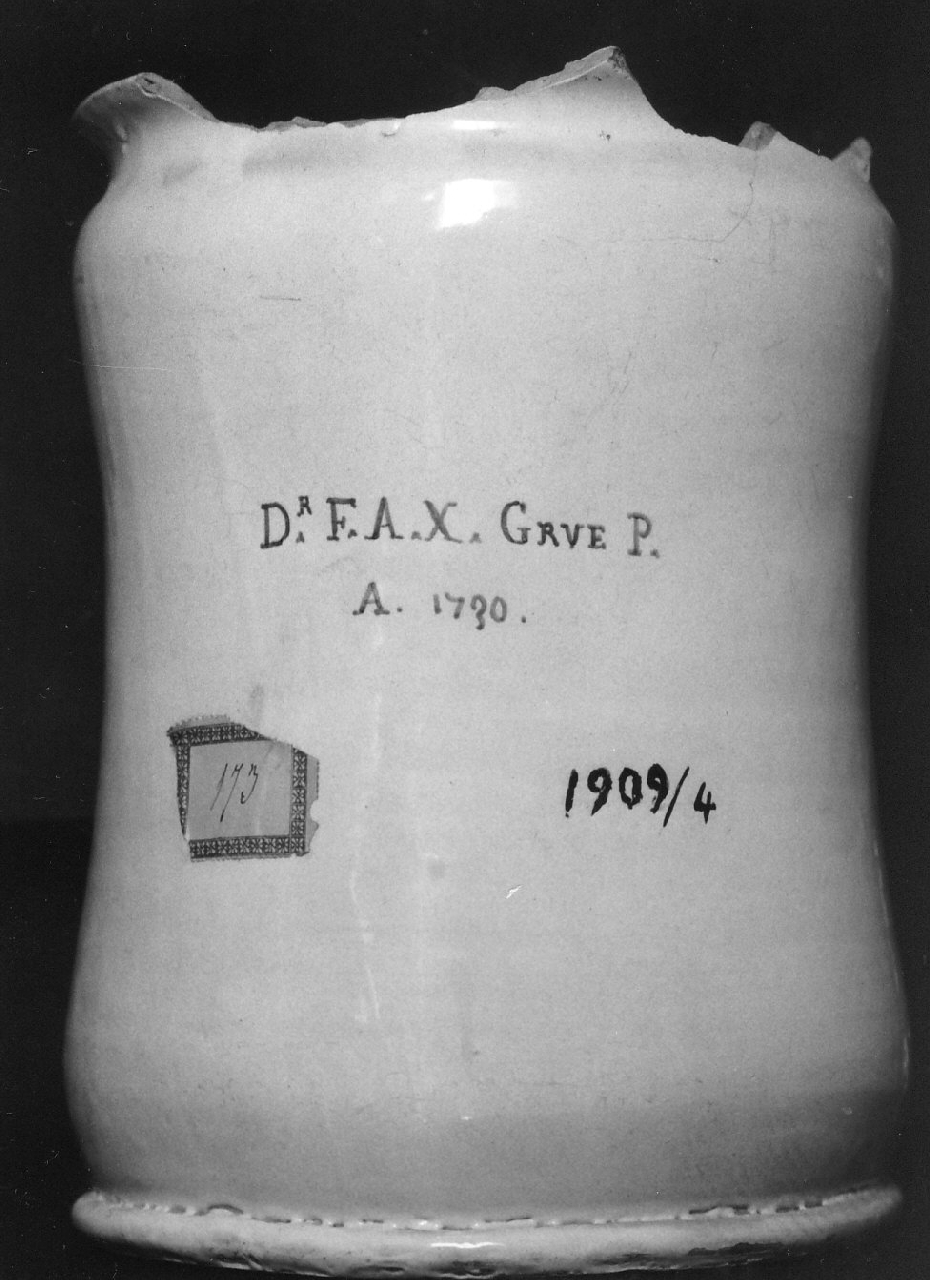 Dᴿ. F.A.X. GRVE P.
A. 1730.
173
1909/4